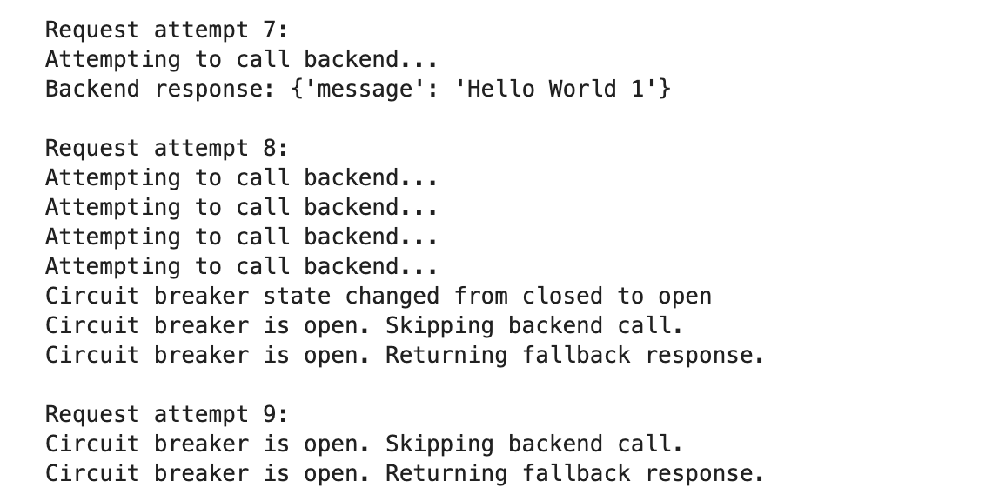 Request attempt 7:
Attempting to call backend...
Backend response: {'message': 'Hello World 1'}

Request attempt 8:
Attempting to call backend...
Attempting to call backend...
Attempting to call backend...
Attempting to call backend...
Circuit breaker state changed from closed to open
Circuit breaker is open. Skipping backend call.
Circuit breaker is open. Returning fallback response.

Request attempt 9:
Circuit breaker is open. Skipping backend call.
Circuit breaker is open. Returning fallback response.